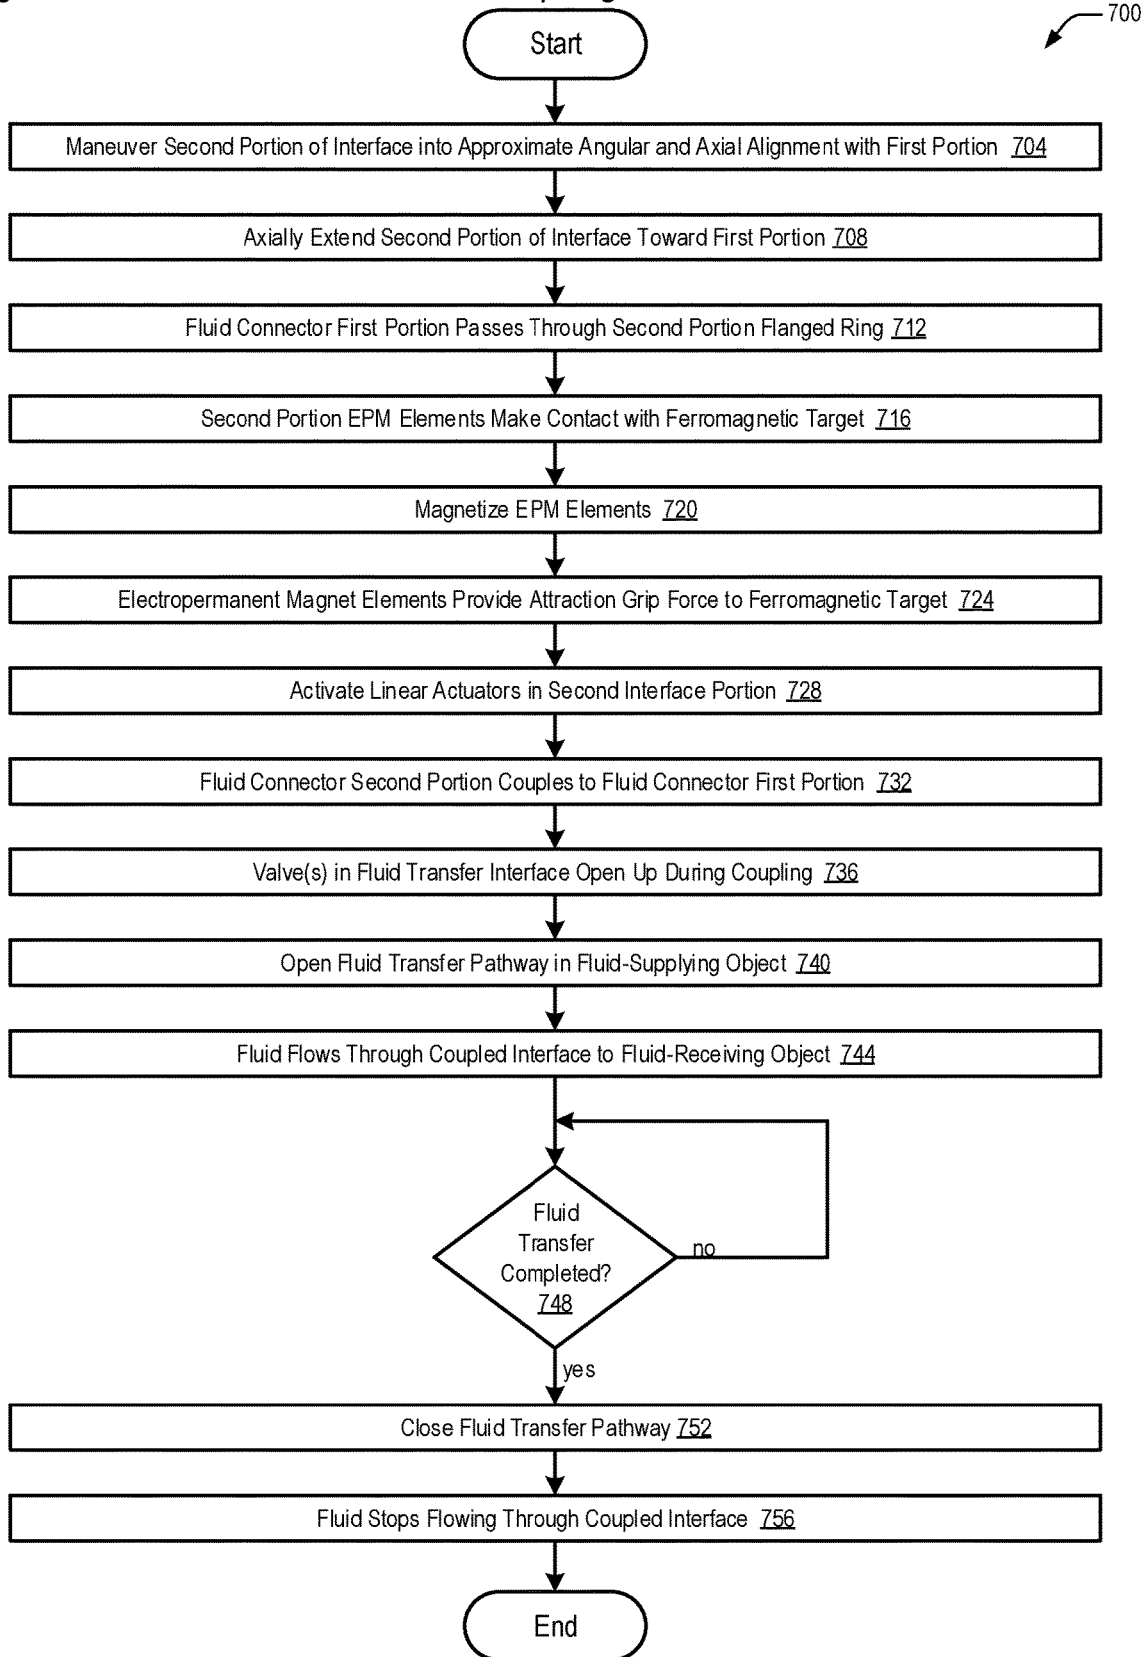 700
Start
Maneuver Second Portion of Interface into Approximate Angular and Axial Alignment with First Portion 704
Axially Extend Second Portion of Interface Toward First Portion 708
Fluid Connector First Portion Passes Through Second Portion Flanged Ring 712
Second Portion EPM Elements Make Contact with Ferromagnetic Target 716
Magnetize EPM Elements 720
Electropermanent Magnet Elements Provide Attraction Grip Force to Ferromagnetic Target 724
Activate Linear Actuators in Second Interface Portion 728
Fluid Connector Second Portion Couples to Fluid Connector First Portion 732
Valve(s) in Fluid Transfer Interface Open Up During Coupling 736
Open Fluid Transfer Pathway in Fluid-Supplying Object 740
Fluid Flows Through Coupled Interface to Fluid-Receiving Object 744
Fluid
Transfer
Completed?
748
no
yes
Close Fluid Transfer Pathway 752
Fluid Stops Flowing Through Coupled Interface 756
End